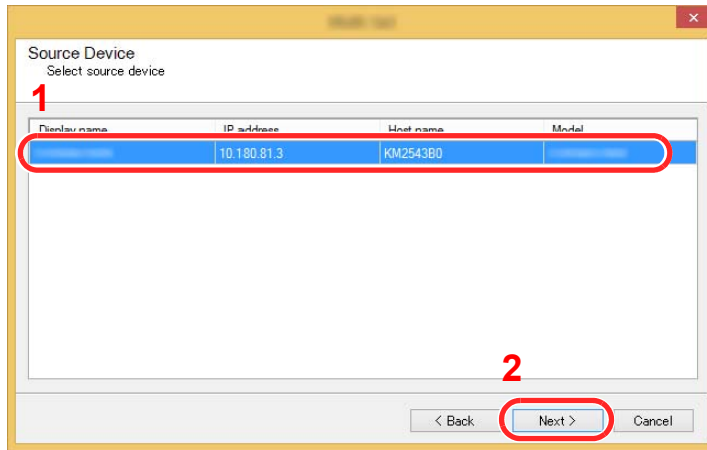 Source Device
Select source device
1
Display name IP address Host name Model
10.180.81.3 KM2543B0
2
< Back Next > Cancel